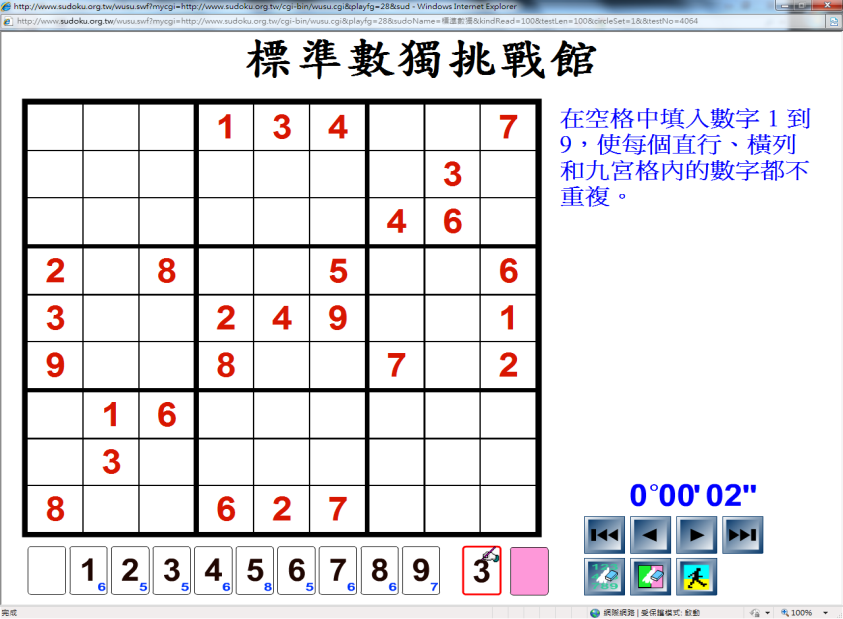 http://www.sudoku.org.tw/wusu.swf?mycgi=http://www.sudoku.org.tw/cgi-bin/wusu.cgi&playfg=28&sud - Windows Internet Explorer
http://www.sudoku.org.tw/wusu.swf?mycgi=http://www.sudoku.org.tw/cgi-bin/wusu.cgi&playfg=28&sudoName=標準數獨&kindRead=100&testLen=100&circleSet=1&&testNo=4064
標準數獨挑戰館
1 3 4 7
3
4 6
2 8 5 6
3 2 4 9 1
9 8 7 2
1 6
3
8 6 2 7
在空格中填入數字 1 到
9，使每個直行、橫列
和九宮格內的數字都不
重複。
0°00'02"
1 6 2 5 3 5 4 6 5 8 6 5 7 6 8 6 9 7 3
完成
網際網路 | 受保護模式: 啟動
100%